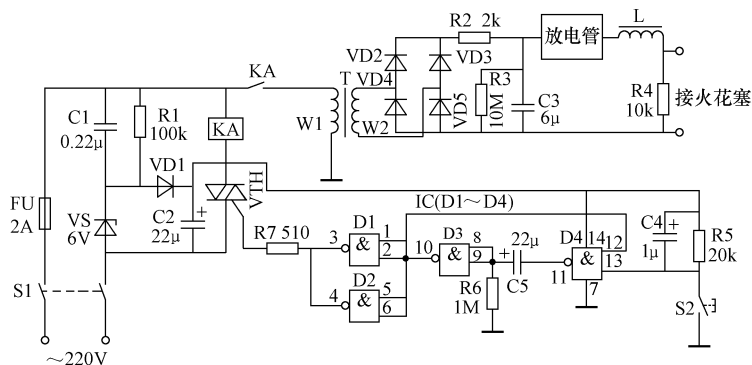 R2 2k
放电管
L
VD2
VD3
KA
T
VD4
R3
10M
C3
6μ
R4
10k
接火花塞
C1
0.22μ
R1
100k
KA
W1
W2
VD5
VD1
VTH
IC(D1～D4)
FU
2A
VS
6V
C2
22μ
+
R7 510
3
D1
&
1
2
10
D3
&
8
9
+
22μ
C5
D4
14
12
&
13
11
7
C4
+
1μ
R5
20k
4
D2
&
5
6
R6
1M
S1
S2
～220V